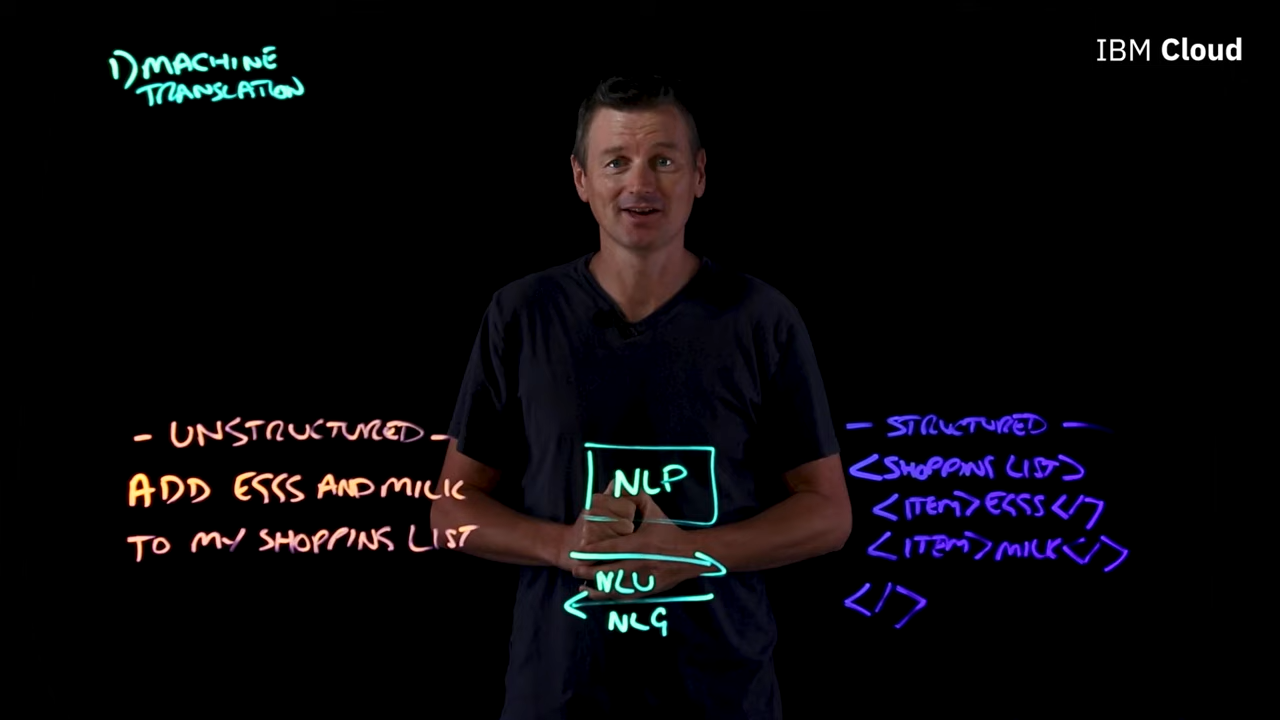 1) MACHINE
TRANSLATION
IBM Cloud
- UNSTRUCTURED -
ADD EGGS AND MILK
TO MY SHOPPING LIST
NLP
NLU
NLG
- STRUCTURED -
<SHOPPING LIST>
<ITEM>EGGS</>
<ITEM>MILK</>
</>